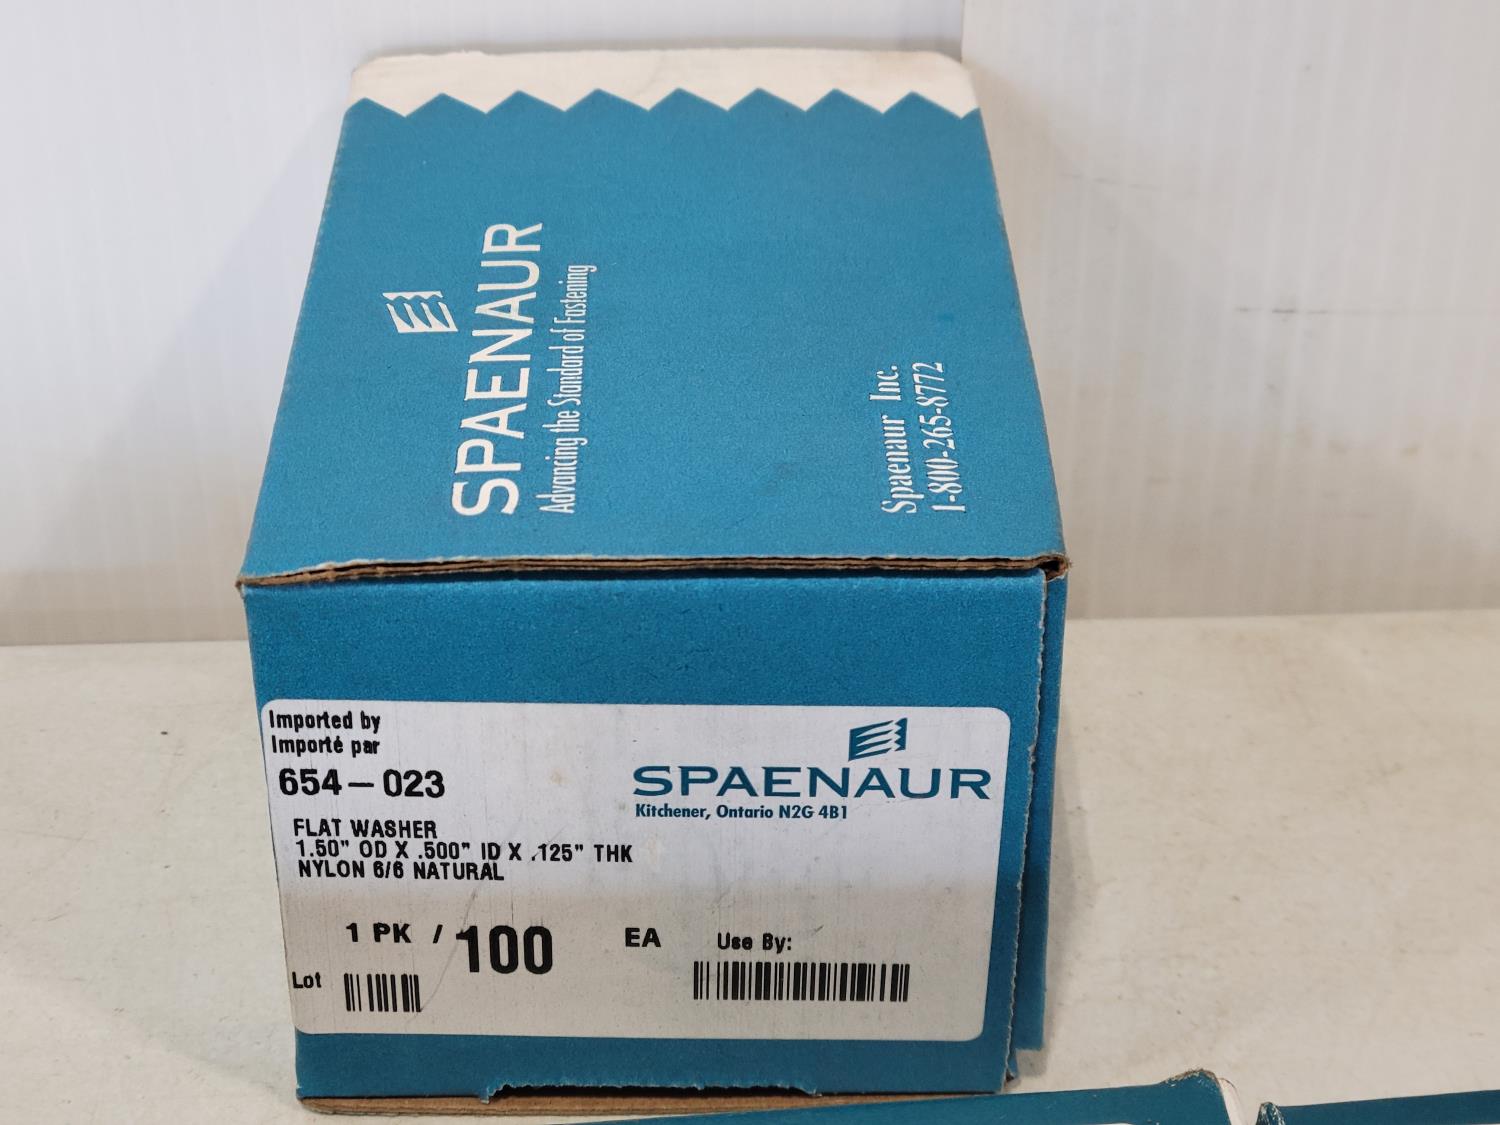 SPAENAUR
Advancing the Standard of Fastening
Spaenaur Inc.
1-800-265-8772
Imported by
Importé par
654-023
SPAENAUR
Kitchener, Ontario N2G 4B1
FLAT WASHER
1.50" OD X .500" ID X .125" THK
NYLON 6/6 NATURAL
1 PK / 100 EA
Use By:
Lot